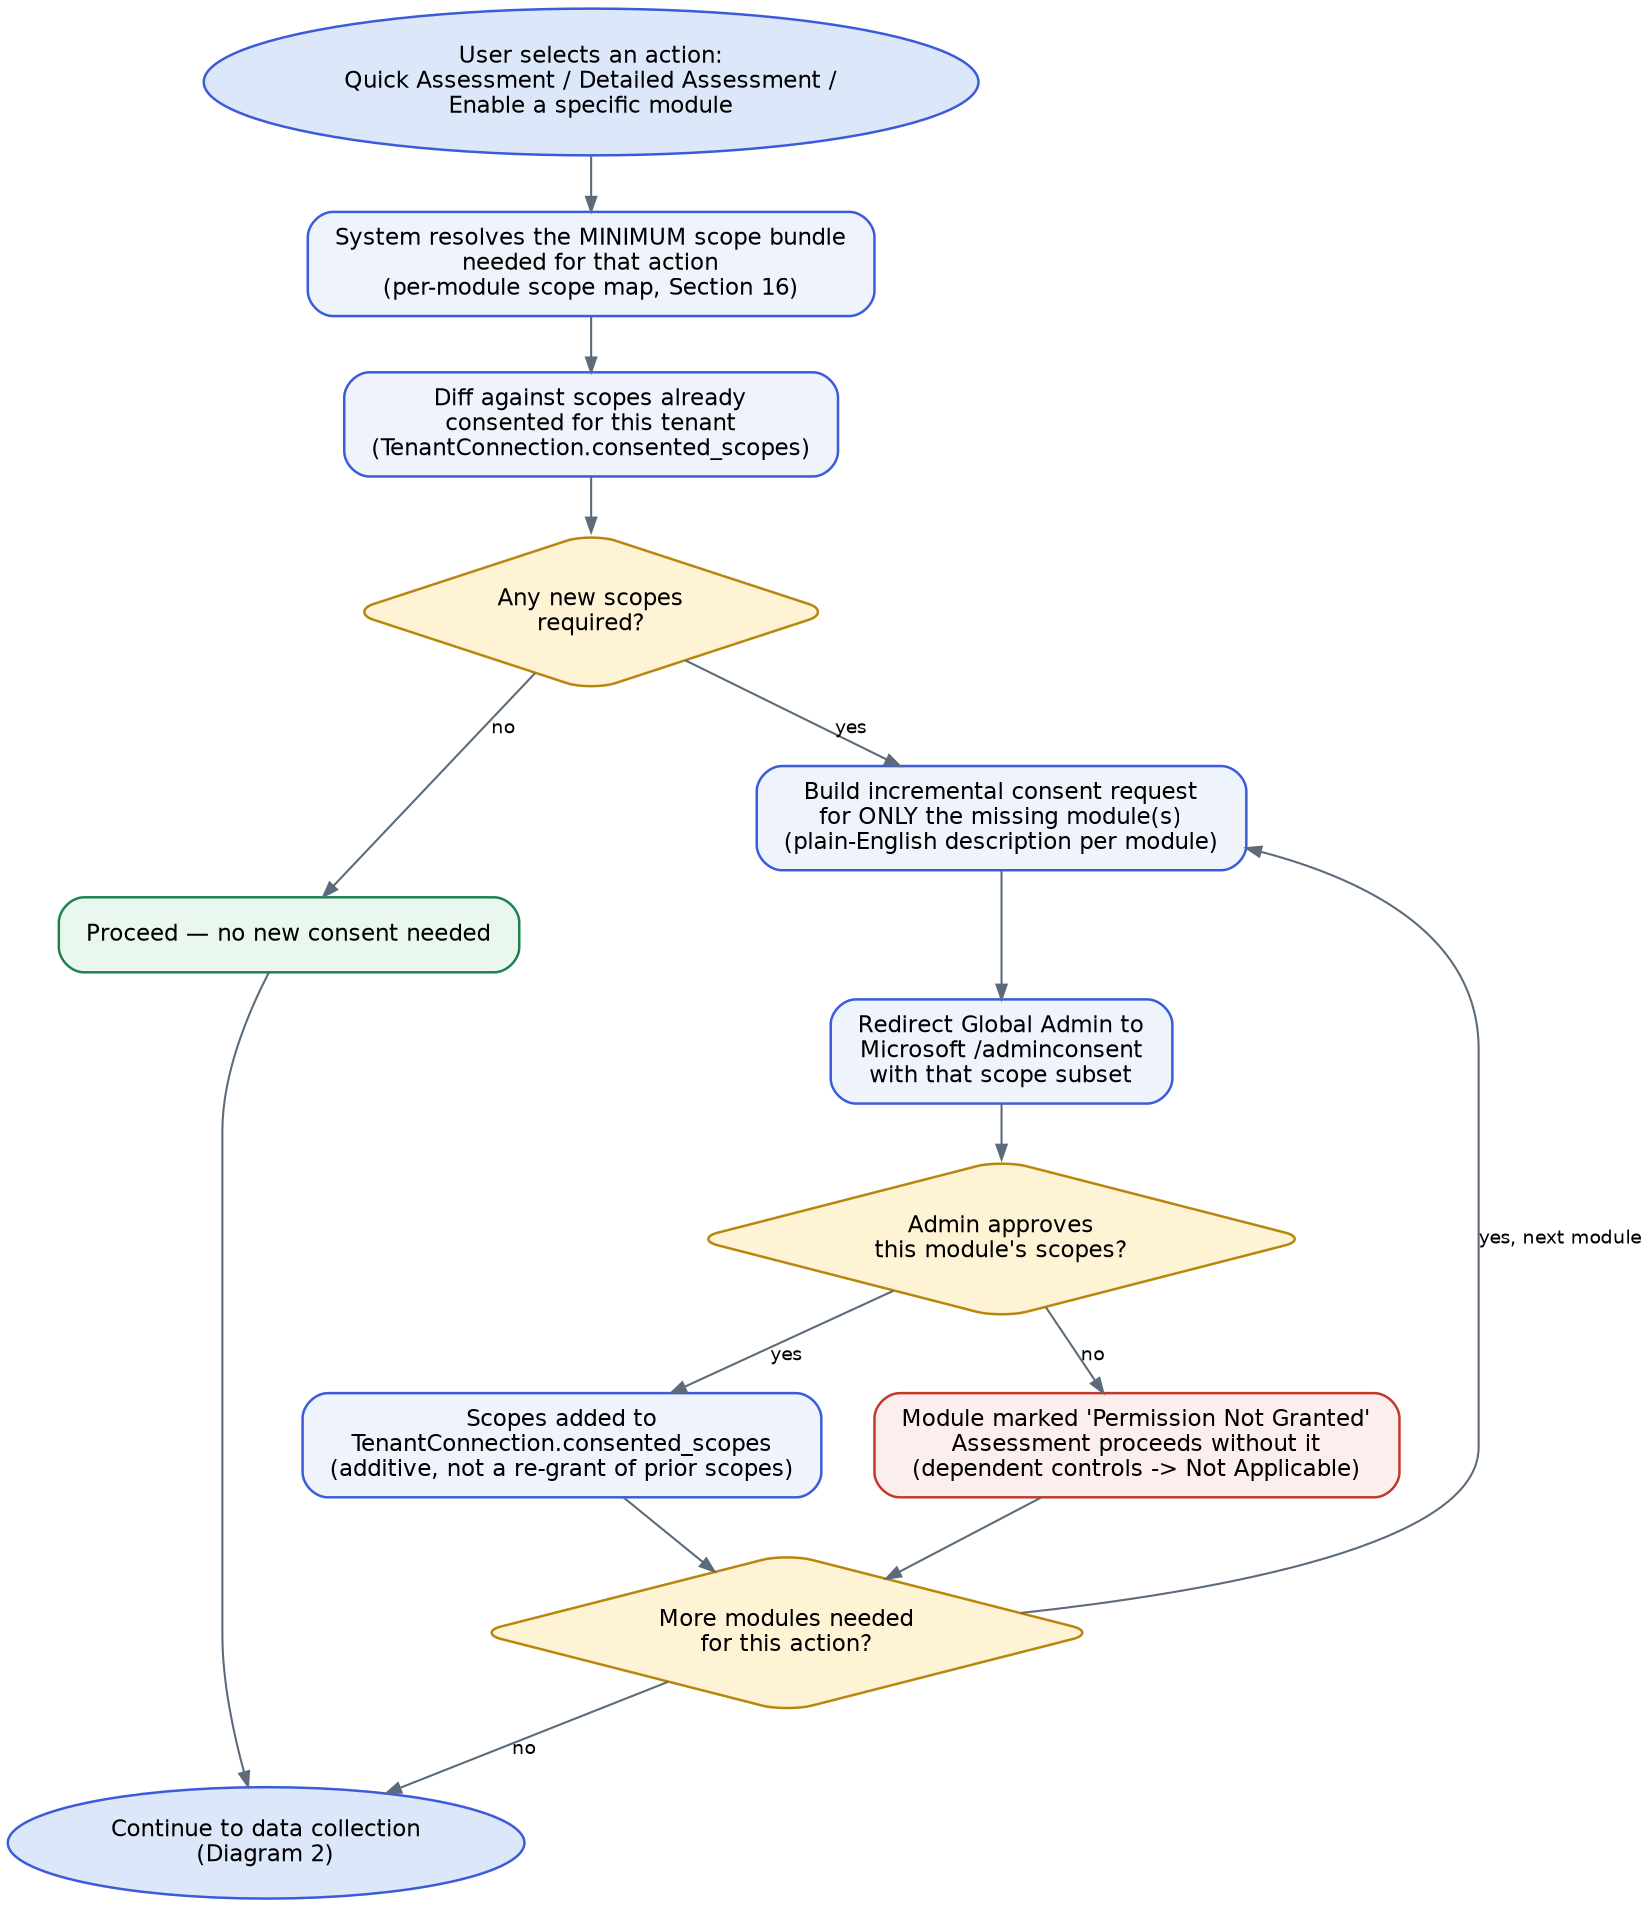 User selects an action:
Quick Assessment / Detailed Assessment /
Enable a specific module
System resolves the MINIMUM scope bundle
needed for that action
(per-module scope map, Section 16)
Diff against scopes already
consented for this tenant
(TenantConnection.consented_scopes)
Any new scopes
required?
no
yes
Build incremental consent request
for ONLY the missing module(s)
(plain-English description per module)
Proceed — no new consent needed
Redirect Global Admin to
Microsoft /adminconsent
with that scope subset
Admin approves
this module's scopes?
yes, next module
yes
no
Scopes added to
TenantConnection.consented_scopes
(additive, not a re-grant of prior scopes)
Module marked 'Permission Not Granted'
Assessment proceeds without it
(dependent controls -> Not Applicable)
More modules needed
for this action?
no
Continue to data collection
(Diagram 2)